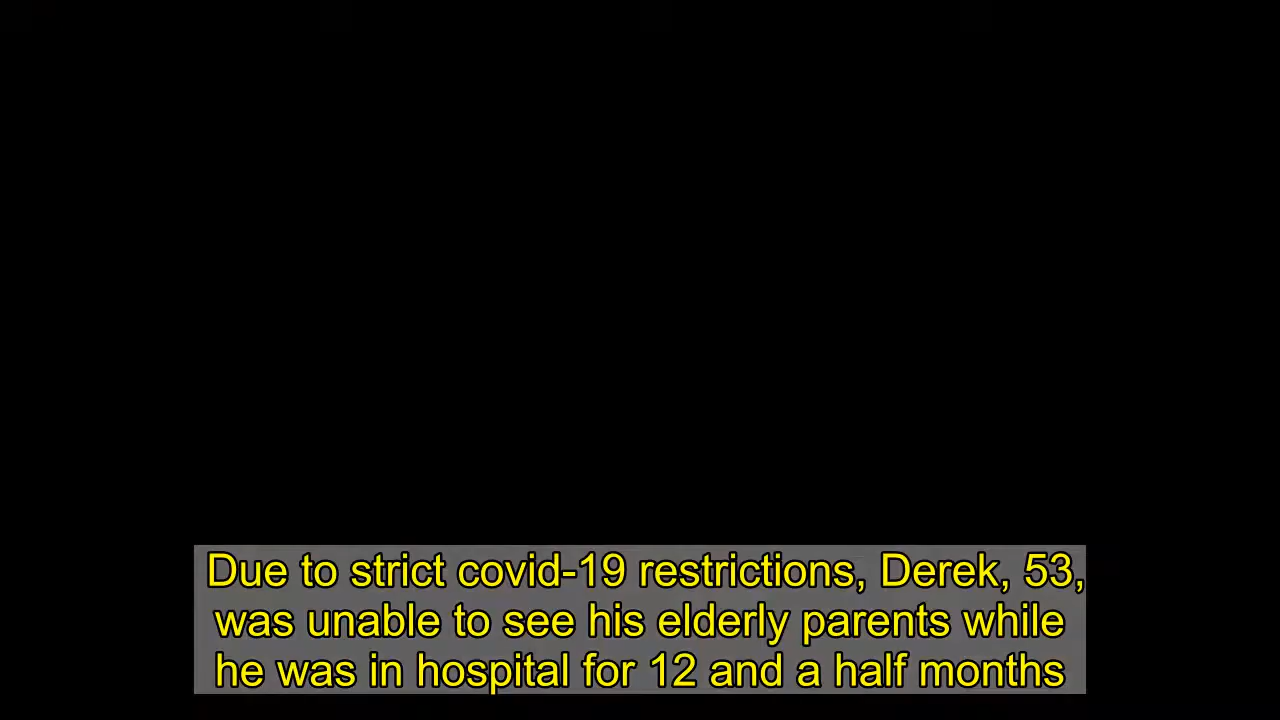 Due to strict covid-19 restrictions, Derek, 53,
was unable to see his elderly parents while
he was in hospital for 12 and a half months